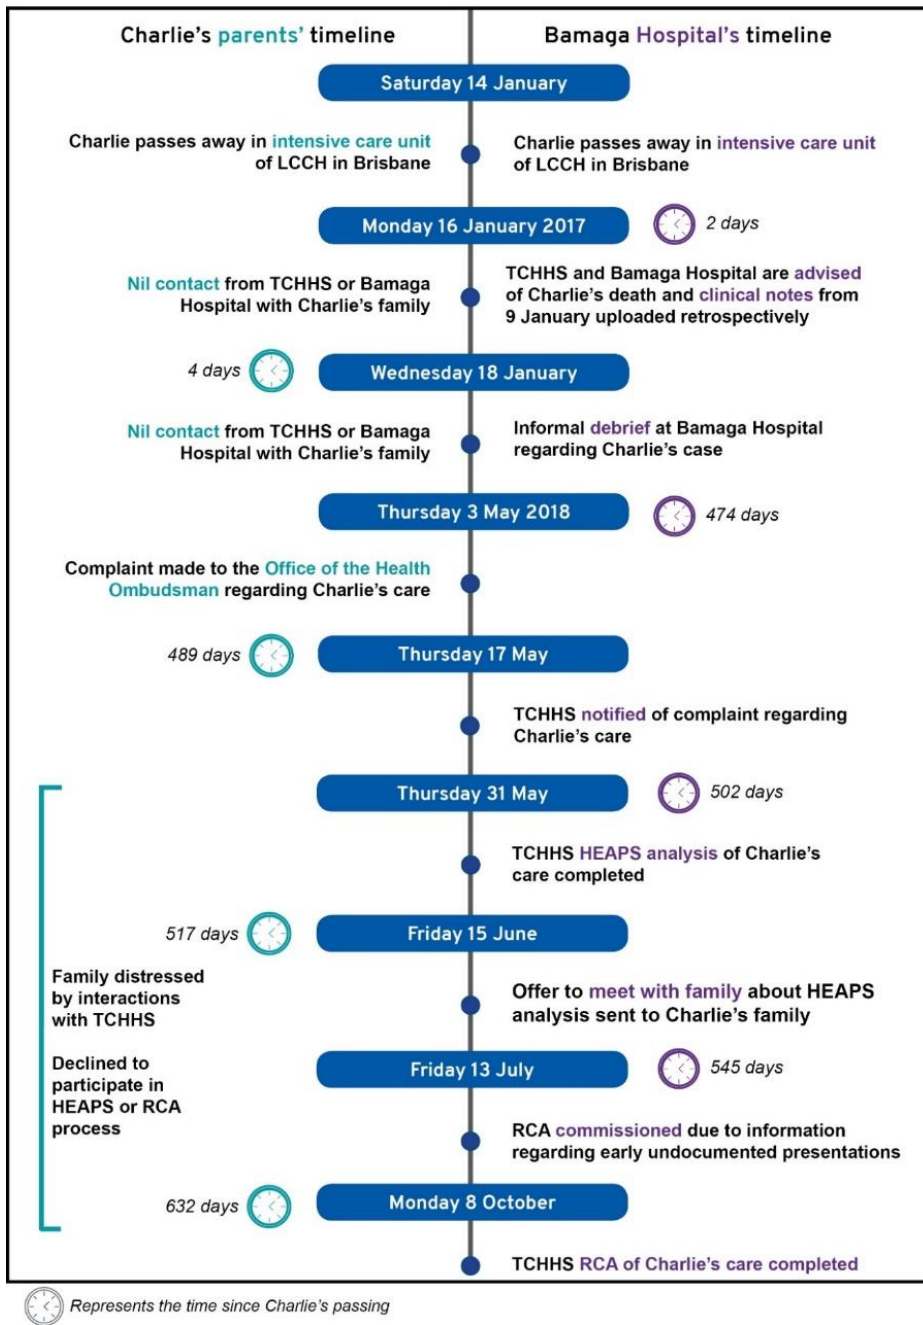 Charlie's parents' timeline
Bamaga Hospital's timeline
Saturday 14 January
Charlie passes away in intensive care unit
of LCCH in Brisbane
Charlie passes away in intensive care unit
of LCCH in Brisbane
Monday 16 January 2017
2 days
Nil contact from TCHHS or Bamaga
Hospital with Charlie's family
TCHHS and Bamaga Hospital are advised
of Charlie's death and clinical notes from
9 January uploaded retrospectively
4 days
Wednesday 18 January
Nil contact from TCHHS or Bamaga
Hospital with Charlie's family
Informal debrief at Bamaga Hospital
regarding Charlie's case
Thursday 3 May 2018
474 days
Complaint made to the Office of the Health
Ombudsman regarding Charlie's care
489 days
Thursday 17 May
TCHHS notified of complaint regarding
Charlie's care
Thursday 31 May
502 days
TCHHS HEAPS analysis of Charlie's
care completed
517 days
Friday 15 June
Family distressed
by interactions
with TCHHS
Offer to meet with family about HEAPS
analysis sent to Charlie's family
Declined to
participate in
HEAPS or RCA
process
Friday 13 July
545 days
RCA commissioned due to information
regarding early undocumented presentations
632 days
Monday 8 October
TCHHS RCA of Charlie's care completed
Represents the time since Charlie's passing